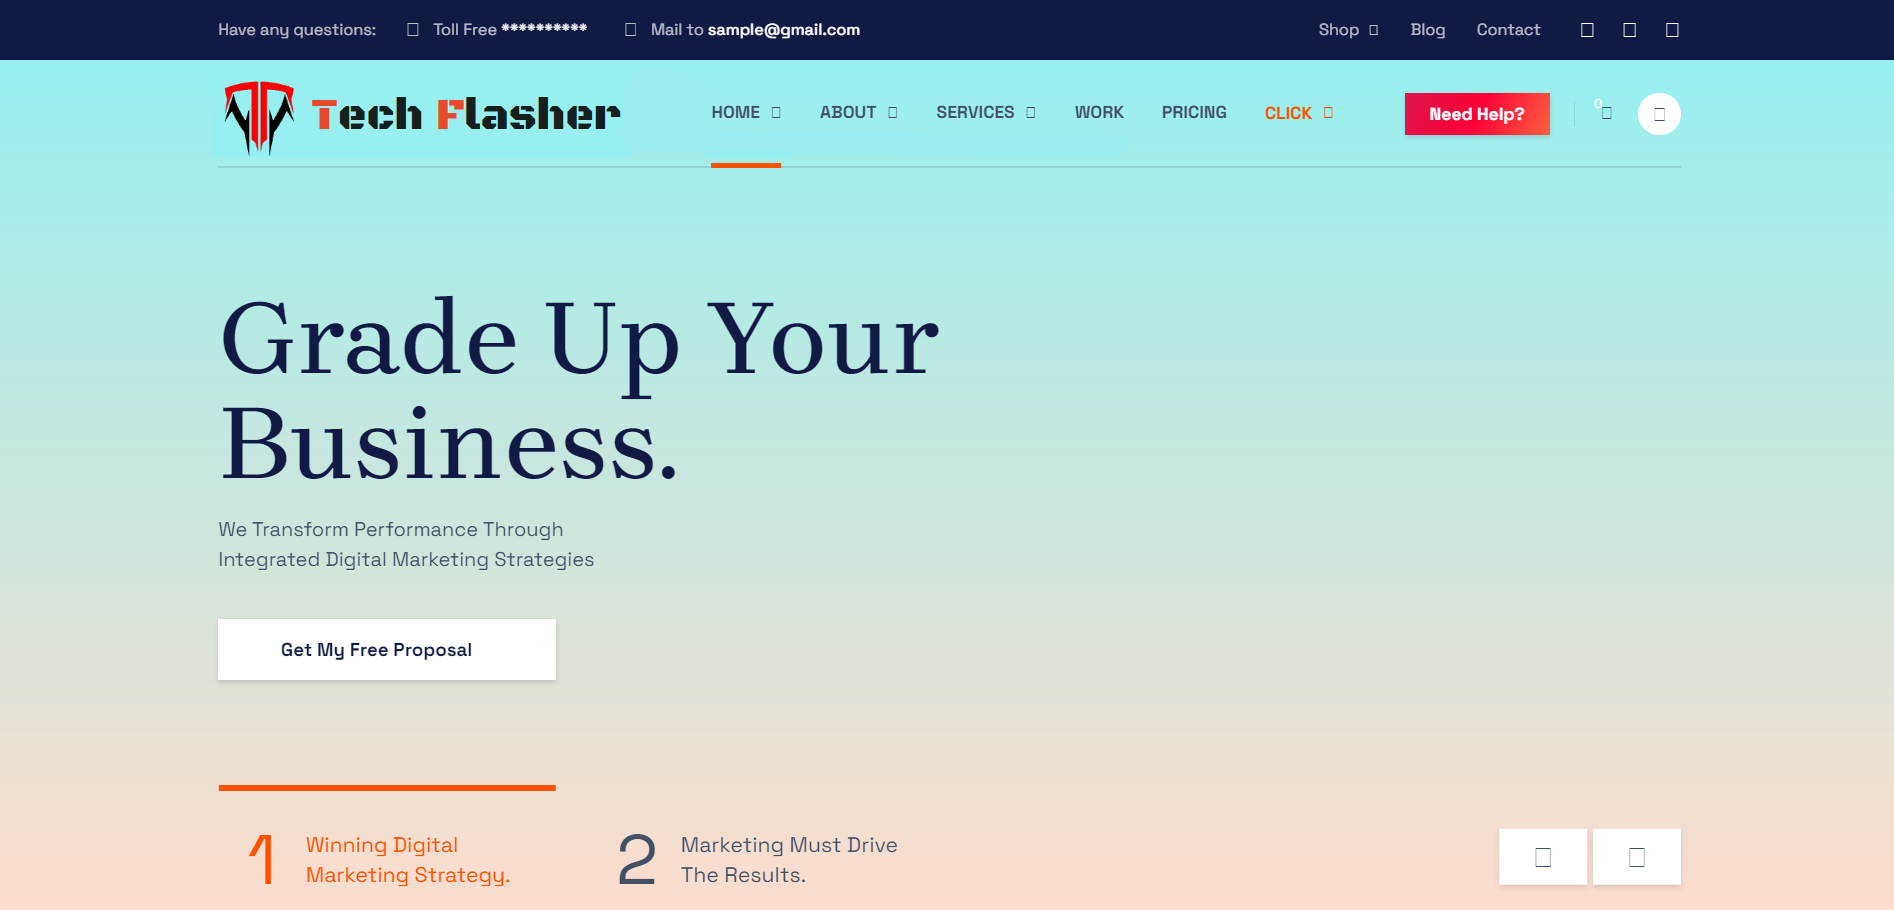 Have any questions: Toll Free ********** Mail to sample@gmail.com Shop Blog Contact
Tech Flasher HOME ABOUT SERVICES WORK PRICING CLICK Need Help? 0
Grade Up Your
Business.
We Transform Performance Through
Integrated Digital Marketing Strategies
Get My Free Proposal
1 Winning Digital
Marketing Strategy.
2 Marketing Must Drive
The Results.